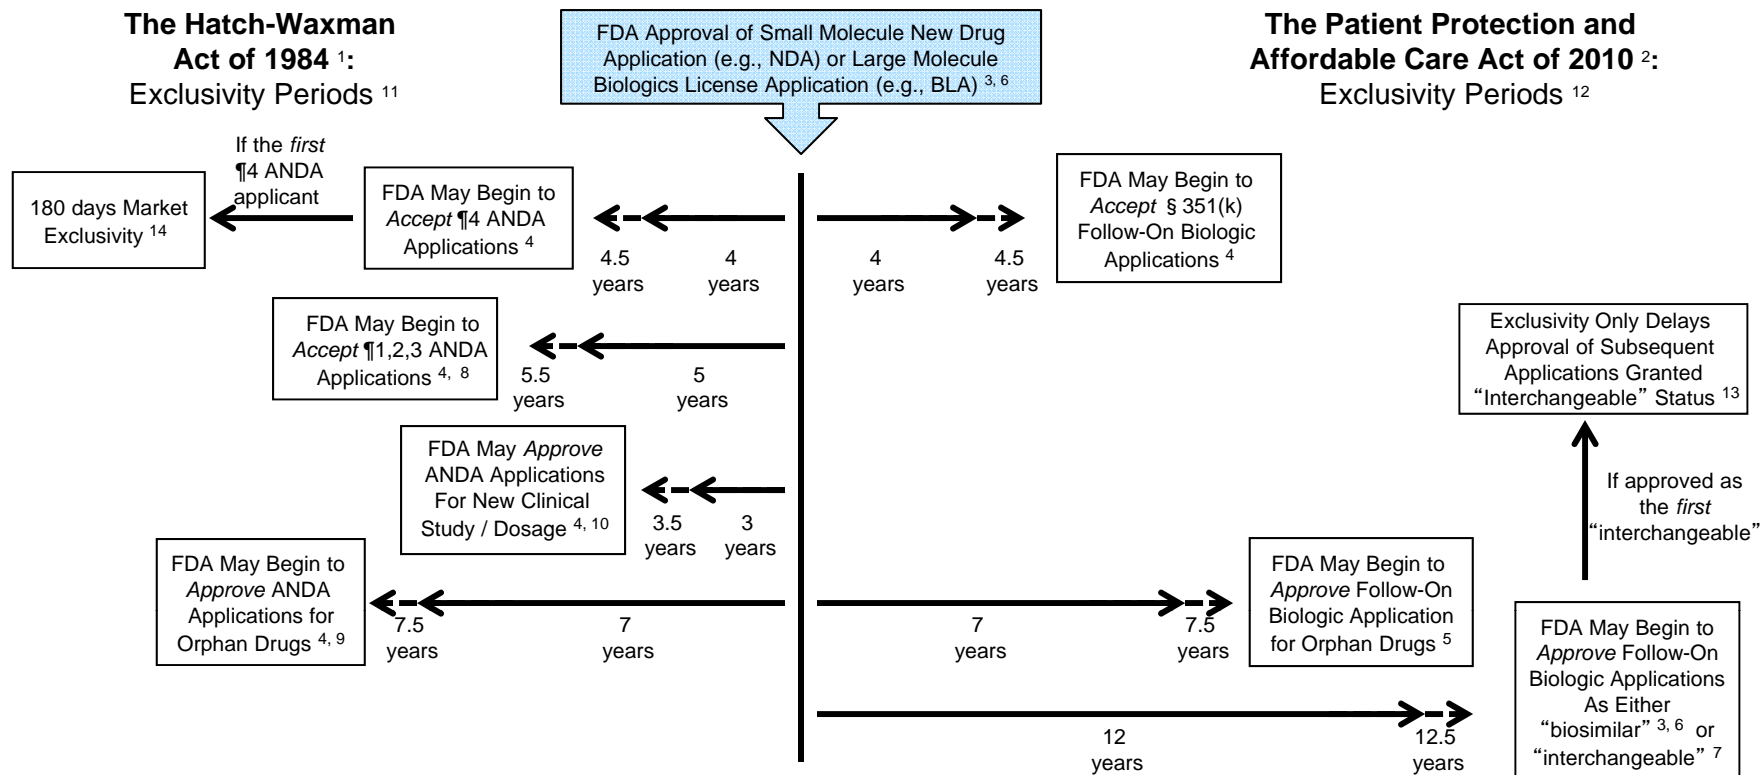 The Hatch-Waxman
Act of 1984 1:
Exclusivity Periods 11
FDA Approval of Small Molecule New Drug
Application (e.g., NDA) or Large Molecule
Biologics License Application (e.g., BLA) 3, 6
The Patient Protection and
Affordable Care Act of 2010 2:
Exclusivity Periods 12
If the first
¶4 ANDA
applicant
180 days Market
Exclusivity 14
FDA May Begin to
Accept ¶4 ANDA
Applications 4
4.5
years
4
years
4
years
4.5
years
FDA May Begin to
Accept § 351(k)
Follow-On Biologic
Applications 4
FDA May Begin to
Accept ¶1,2,3 ANDA
Applications 4, 8
5.5
years
5
years
Exclusivity Only Delays
Approval of Subsequent
Applications Granted
“Interchangeable” Status 13
FDA May Approve
ANDA Applications
For New Clinical
Study / Dosage 4, 10
3.5
years
3
years
If approved as
the first
“interchangeable”
FDA May Begin to
Approve ANDA
Applications for
Orphan Drugs 4, 9
7.5
years
7
years
7
years
7.5
years
FDA May Begin to
Approve Follow-On
Biologic Application
for Orphan Drugs 5
12
years
12.5
years
FDA May Begin to
Approve Follow-On
Biologic Applications
As Either
“biosimilar” 3, 6 or
“interchangeable” 7